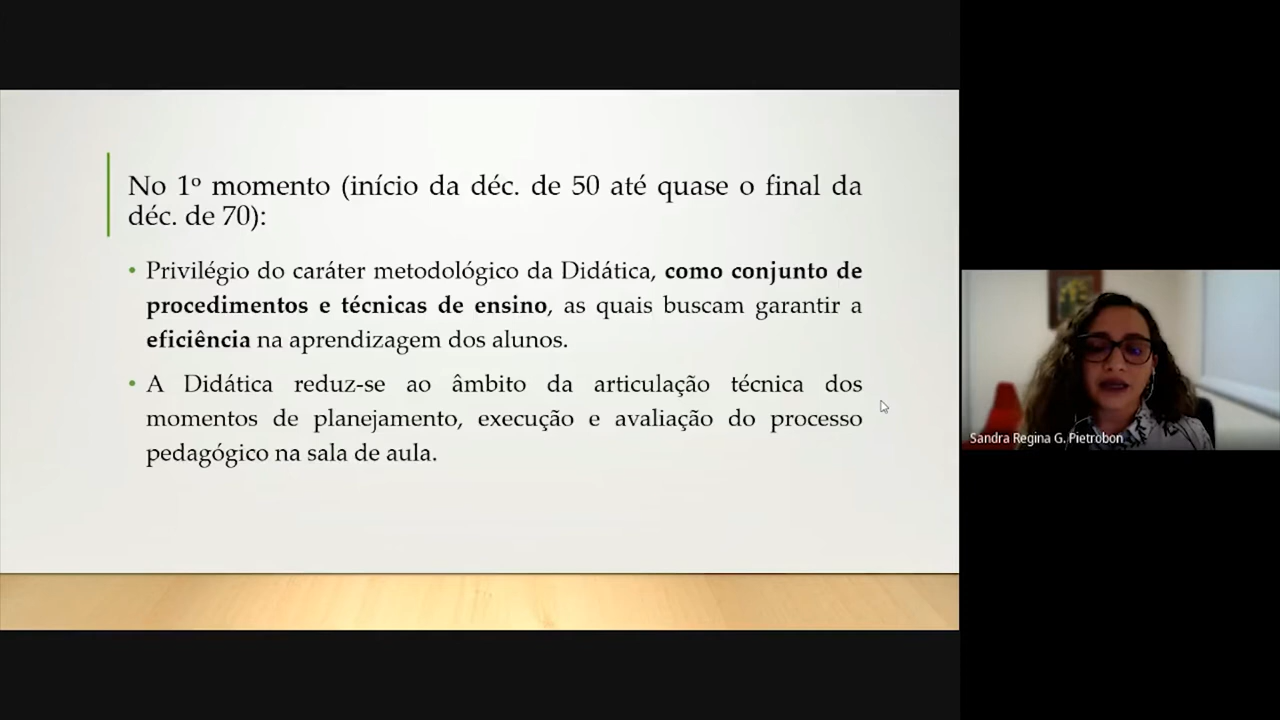 No 1º momento (início da déc. de 50 até quase o final da
déc. de 70):
• Privilégio do caráter metodológico da Didática, como conjunto de
procedimentos e técnicas de ensino, as quais buscam garantir a
eficiência na aprendizagem dos alunos.
• A Didática reduz-se ao âmbito da articulação técnica dos
momentos de planejamento, execução e avaliação do processo
pedagógico na sala de aula.
Sandra Regina G. Pietrobon